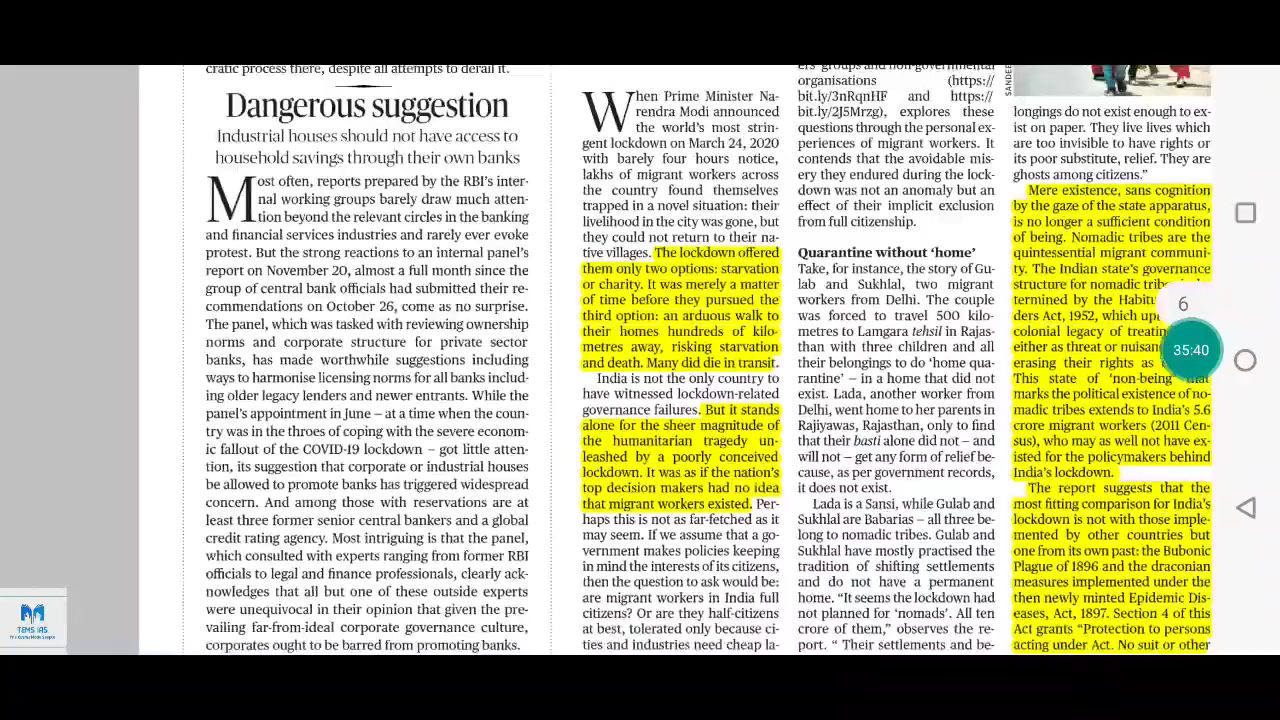 cratic process there, despite all attempts to derail it.
Dangerous suggestion
Industrial houses should not have access to
household savings through their own banks
Most often, reports prepared by the RBI's inter-
nal working groups barely draw much atten-
tion beyond the relevant circles in the banking
and financial services industries and rarely ever evoke
protest. But the strong reactions to an internal panel's
report on November 20, almost a full month since the
group of central bank officials had submitted their re-
commendations on October 26, come as no surprise.
The panel, which was tasked with reviewing ownership
norms and corporate structure for private sector
banks, has made worthwhile suggestions including
ways to harmonise licensing norms for all banks includ-
ing older legacy lenders and newer entrants. While the
panel's appointment in June – at a time when the coun-
try was in the throes of coping with the severe econom-
ic fallout of the COVID-19 lockdown – got little atten-
tion, its suggestion that corporate or industrial houses
be allowed to promote banks has triggered widespread
concern. And among those with reservations are at
least three former senior central bankers and a global
credit rating agency. Most intriguing is that the panel,
which consulted with experts ranging from former RBI
officials to legal and finance professionals, clearly ack-
nowledges that all but one of these outside experts
were unequivocal in their opinion that given the pre-
vailing far-from-ideal corporate governance culture,
corporates ought to be barred from promoting banks.
When Prime Minister Na-
rendra Modi announced
the world's most strin-
gent lockdown on March 24, 2020
with barely four hours notice,
lakhs of migrant workers across
the country found themselves
trapped in a novel situation: their
livelihood in the city was gone, but
they could not return to their na-
tive villages. The lockdown offered
them only two options: starvation
or charity. It was merely a matter
of time before they pursued the
third option: an arduous walk to
their homes hundreds of kilo-
metres away, risking starvation
and death. Many did die in transit.
India is not the only country to
have witnessed lockdown-related
governance failures. But it stands
alone for the sheer magnitude of
the humanitarian tragedy un-
leashed by a poorly conceived
lockdown. It was as if the nation's
top decision makers had no idea
that migrant workers existed. Per-
haps this is not as far-fetched as it
may seem. If we assume that a go-
vernment makes policies keeping
in mind the interests of its citizens,
then the question to ask would be:
are migrant workers in India full
citizens? Or are they half-citizens
at best, tolerated only because ci-
ties and industries need cheap la-
ers' groups and non-governmental
organisations (https://
bit.ly/3nRqnHF and https://
bit.ly/2J5Mrzg), explores these
questions through the personal ex-
periences of migrant workers. It
contends that the avoidable mis-
ery they endured during the lock-
down was not an anomaly but an
effect of their implicit exclusion
from full citizenship.
Quarantine without 'home'
Take, for instance, the story of Gu-
lab and Sukhlal, two migrant
workers from Delhi. The couple
was forced to travel 500 kilo-
metres to Lamgara tehsil in Rajas-
than with three children and all
their belongings to do 'home qua-
rantine' – in a home that did not
exist. Lada, another worker from
Delhi, went home to her parents in
Rajiyawas, Rajasthan, only to find
that their basti alone did not – and
will not – get any form of relief be-
cause, as per government records,
it does not exist.
Lada is a Sansi, while Gulab and
Sukhlal are Babarias – all three be-
long to nomadic tribes. Gulab and
Sukhlal have mostly practised the
tradition of shifting settlements
and do not have a permanent
home. "It seems the lockdown had
not planned for 'nomads'. All ten
crore of them," observes the re-
port. " Their settlements and be-
SANDEE
longings do not exist enough to ex-
ist on paper. They live lives which
are too invisible to have rights or
its poor substitute, relief. They are
ghosts among citizens."
Mere existence, sans cognition
by the gaze of the state apparatus,
is no longer a sufficient condition
of being. Nomadic tribes are the
quintessential migrant communi-
ty. The Indian state's governance
structure for nomadic
termined by the Habitu
ders Act, 1952, which up
colonial legacy of treatin
either as threat or nuisan
erasing their rights as
This state of 'non-being' that
marks the political existence of no-
madic tribes extends to India's 5.6
crore migrant workers (2011 Cen-
sus), who may as well not have ex-
isted for the policymakers behind
India's lockdown.
The report suggests that the
most fitting comparison for India's
lockdown is not with those imple-
mented by other countries but
one from its own past: the Bubonic
Plague of 1896 and the draconian
measures implemented under the
then newly minted Epidemic Dis-
eases, Act, 1897. Section 4 of this
Act grants "Protection to persons
acting under Act. No suit or other
6
35:40
TEMS IAS